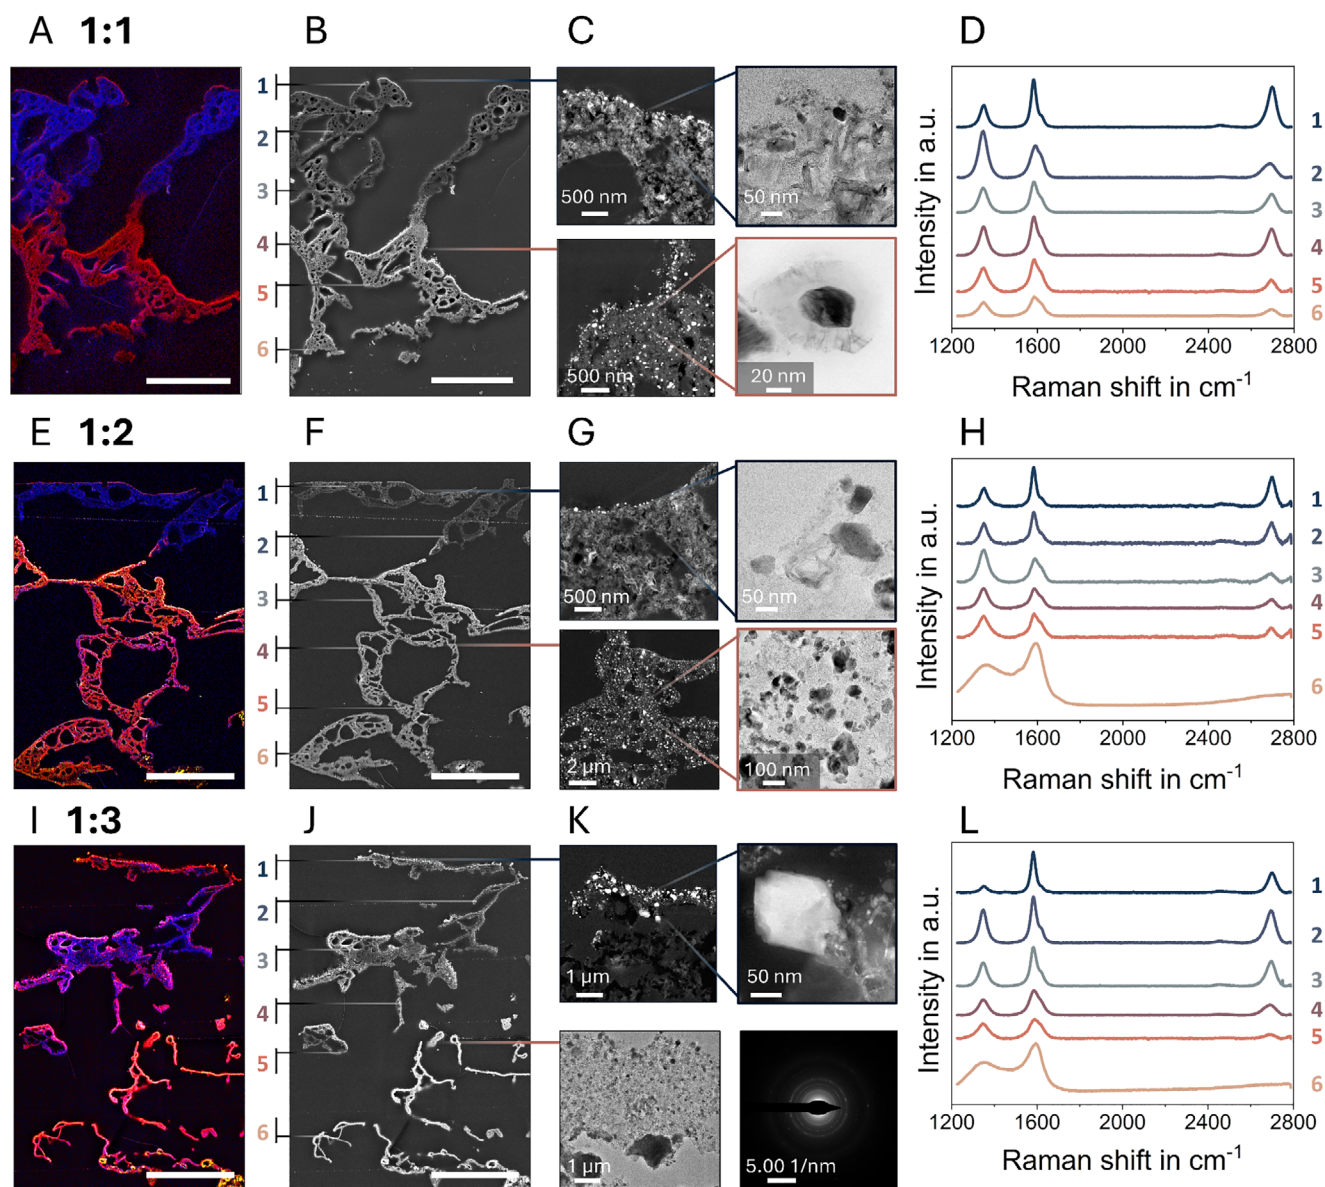 A 1:1
B
C
D
1
2
3
4
5
6
500 nm
50 nm
500 nm
20 nm
Intensity in a.u.
1
2
3
4
5
6
1200 1600 2000 2400 2800
Raman shift in cm-1
E 1:2
F
G
H
1
2
3
4
5
6
500 nm
50 nm
2 µm
100 nm
Intensity in a.u.
1
2
3
4
5
6
1200 1600 2000 2400 2800
Raman shift in cm-1
I 1:3
J
K
L
1
2
3
4
5
6
1 µm
50 nm
1 µm
5.00 1/nm
Intensity in a.u.
1
2
3
4
5
6
1200 1600 2000 2400 2800
Raman shift in cm-1